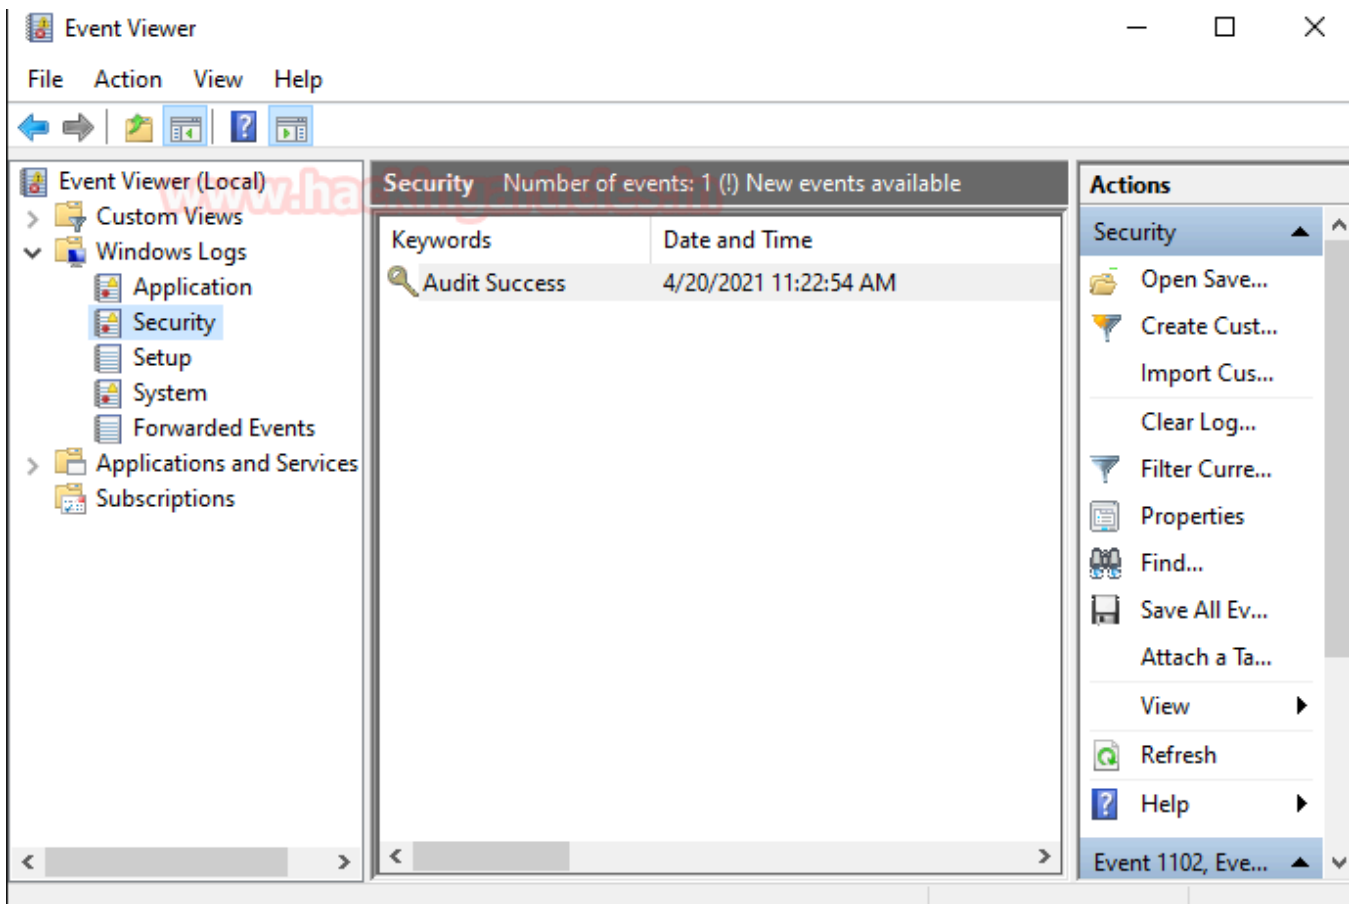 Event Viewer
File Action View Help
Event Viewer (Local)
Custom Views
Windows Logs
Application
Security
Setup
System
Forwarded Events
Applications and Services
Subscriptions
www.hackingarticles.in
Security Number of events: 1 (!) New events available
Keywords Date and Time
Audit Success 4/20/2021 11:22:54 AM
Actions
Security
Open Save...
Create Cust...
Import Cus...
Clear Log...
Filter Curre...
Properties
Find...
Save All Ev...
Attach a Ta...
View
Refresh
Help
Event 1102, Eve...